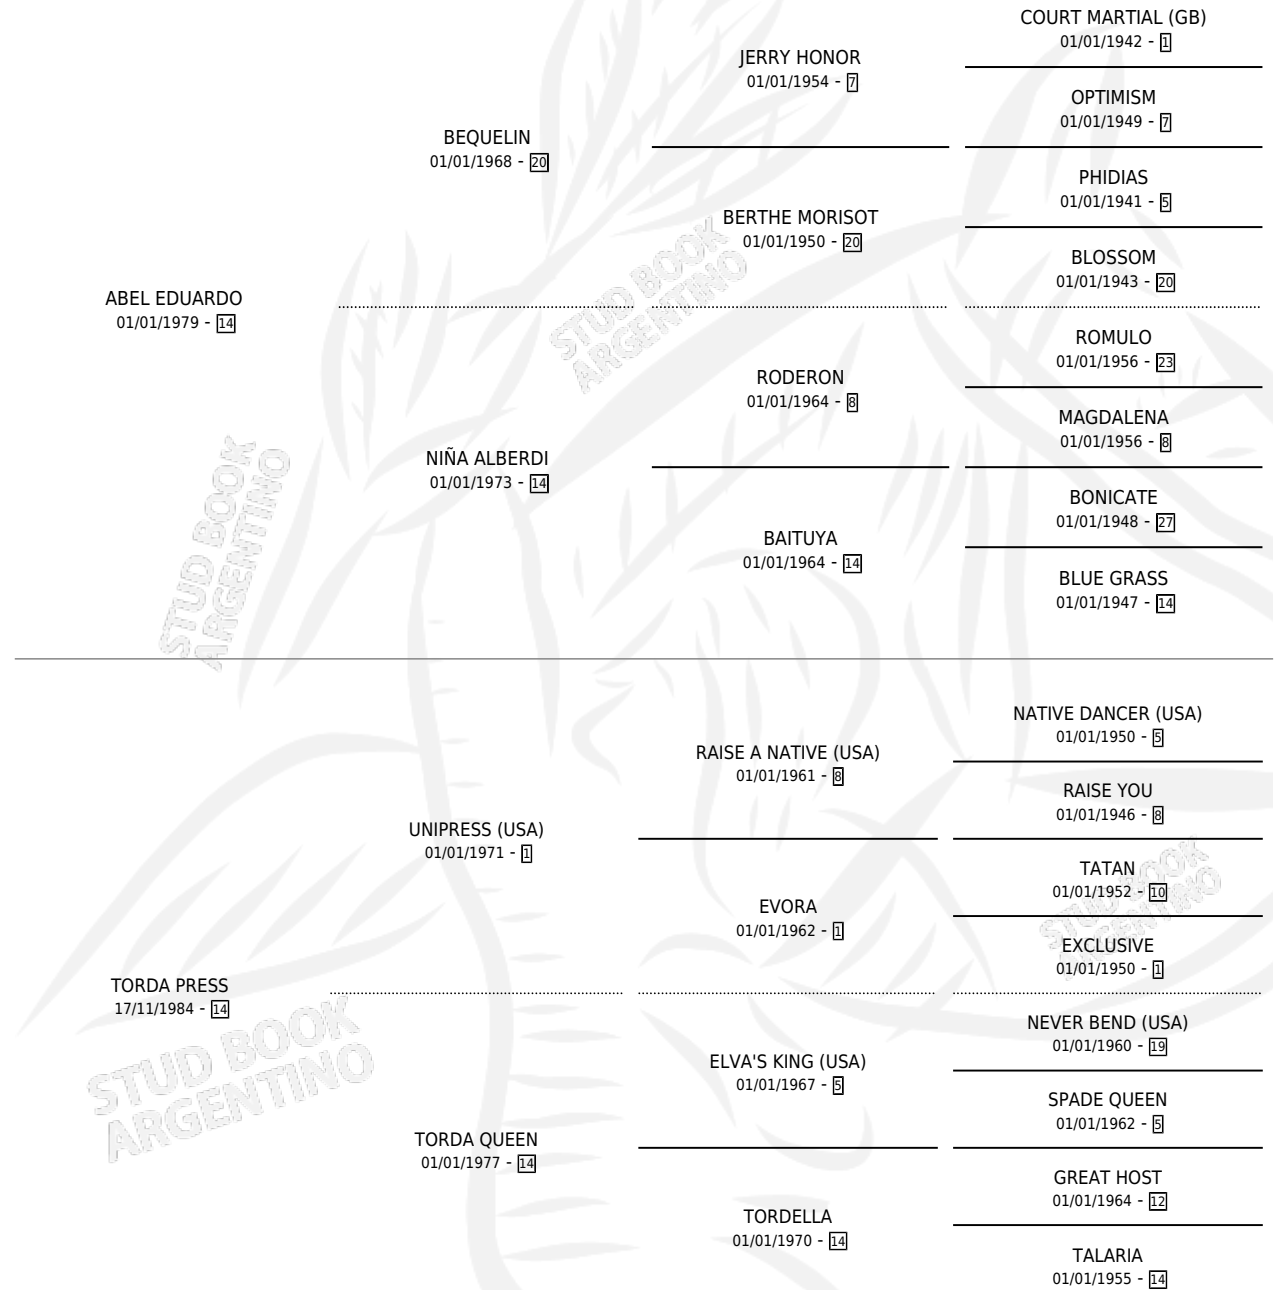 COURT MARTIAL (GB)
01/01/1942 - 1
JERRY HONOR
01/01/1954 - 7
OPTIMISM
01/01/1949 - 7
BEQUELIN
01/01/1968 - 20
PHIDIAS
01/01/1941 - 5
BERTHE MORISOT
01/01/1950 - 20
BLOSSOM
01/01/1943 - 20
ABEL EDUARDO
01/01/1979 - 14
ROMULO
01/01/1956 - 23
RODERON
01/01/1964 - 8
MAGDALENA
01/01/1956 - 8
NIÑA ALBERDI
01/01/1973 - 14
BONICATE
01/01/1948 - 27
BAITUYA
01/01/1964 - 14
BLUE GRASS
01/01/1947 - 14
STUD BOOK
ARGENTINO
STUD BOOK
ARGENTINO
NATIVE DANCER (USA)
01/01/1950 - 5
RAISE A NATIVE (USA)
01/01/1961 - 8
RAISE YOU
01/01/1946 - 8
UNIPRESS (USA)
01/01/1971 - 1
TATAN
01/01/1952 - 10
EVORA
01/01/1962 - 1
EXCLUSIVE
01/01/1950 - 1
TORDA PRESS
17/11/1984 - 14
NEVER BEND (USA)
01/01/1960 - 19
ELVA'S KING (USA)
01/01/1967 - 5
SPADE QUEEN
01/01/1962 - 5
TORDA QUEEN
01/01/1977 - 14
GREAT HOST
01/01/1964 - 12
TORDELLA
01/01/1970 - 14
TALARIA
01/01/1955 - 14
STUD BOOK
ARGENTINO
STUD BOOK
ARGENTINO